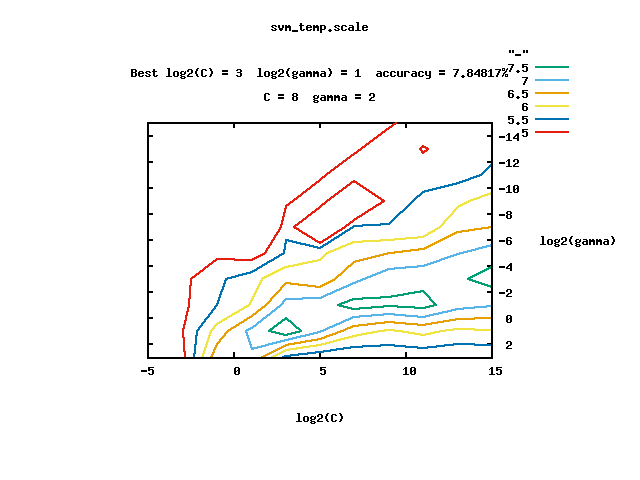 svm_temp.scale
"-"
Best log2(C) = 3  log2(gamma) = 1  accuracy = 7.84817%
7.5
7
C = 8  gamma = 2
6.5
6
5.5
5
-14
-12
-10
-8
-6
log2(gamma)
-4
-2
0
2
-5 0 5 10 15
log2(C)